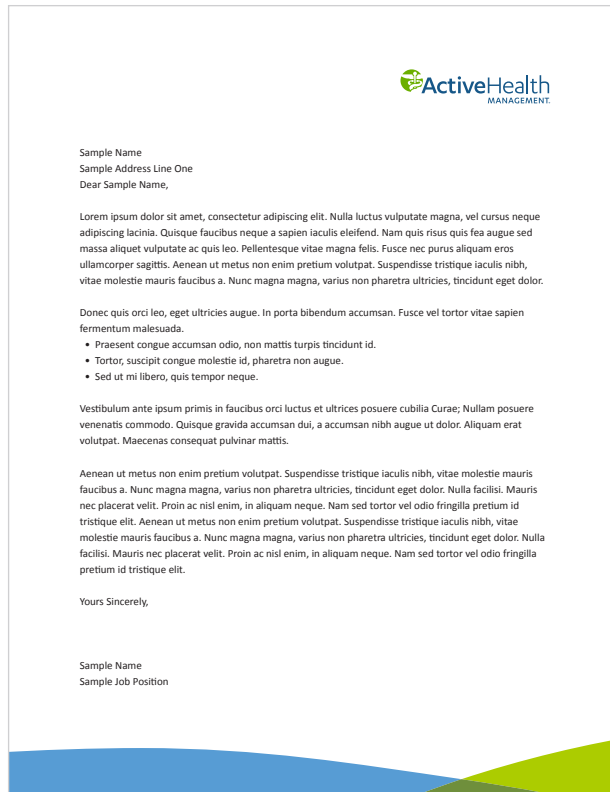 ActiveHealth
MANAGEMENT.
Sample Name
Sample Address Line One
Dear Sample Name,
Lorem ipsum dolor sit amet, consectetur adipiscing elit. Nulla luctus vulputate magna, vel cursus neque
adipiscing lacinia. Quisque faucibus neque a sapien iaculis eleifend. Nam quis risus quis fea augue sed
massa aliquet vulputate ac quis leo. Pellentesque vitae magna felis. Fusce nec purus aliquam eros
ullamcorper sagittis. Aenean ut metus non enim pretium volutpat. Suspendisse tristique iaculis nibh,
vitae molestie mauris faucibus a. Nunc magna magna, varius non pharetra ultricies, tincidunt eget dolor.
Donec quis orci leo, eget ultricies augue. In porta bibendum accumsan. Fusce vel tortor vitae sapien
fermentum malesuada.
• Praesent congue accumsan odio, non mattis turpis tincidunt id.
• Tortor, suscipit congue molestie id, pharetra non augue.
• Sed ut mi libero, quis tempor neque.
Vestibulum ante ipsum primis in faucibus orci luctus et ultrices posuere cubilia Curae; Nullam posuere
venenatis commodo. Quisque gravida accumsan dui, a accumsan nibh augue ut dolor. Aliquam erat
volutpat. Maecenas consequat pulvinar mattis.
Aenean ut metus non enim pretium volutpat. Suspendisse tristique iaculis nibh, vitae molestie mauris
faucibus a. Nunc magna magna, varius non pharetra ultricies, tincidunt eget dolor. Nulla facilisi. Mauris
nec placerat velit. Proin ac nisl enim, in aliquam neque. Nam sed tortor vel odio fringilla pretium id
tristique elit. Aenean ut metus non enim pretium volutpat. Suspendisse tristique iaculis nibh, vitae
molestie mauris faucibus a. Nunc magna magna, varius non pharetra ultricies, tincidunt eget dolor. Nulla
facilisi. Mauris nec placerat velit. Proin ac nisl enim, in aliquam neque. Nam sed tortor vel odio fringilla
pretium id tristique elit.
Yours Sincerely,
Sample Name
Sample Job Position